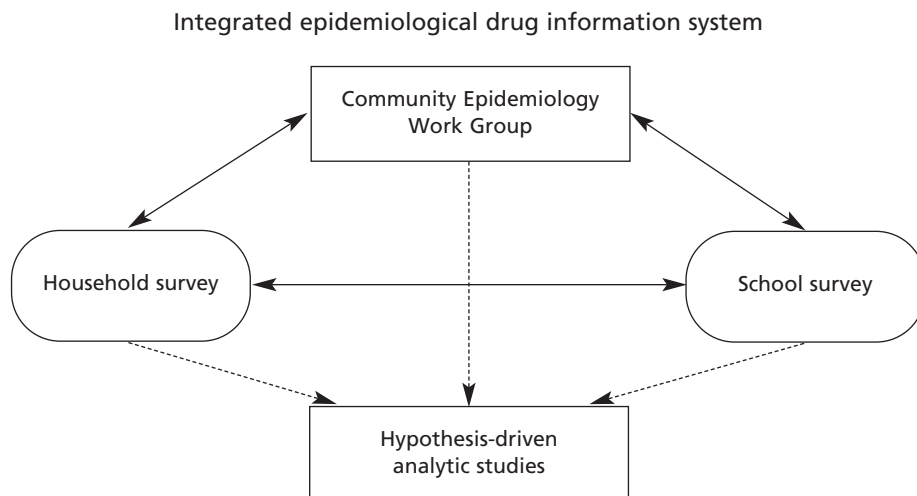 Integrated epidemiological drug information system
Community Epidemiology
Work Group
Household survey
School survey
Hypothesis-driven
analytic studies